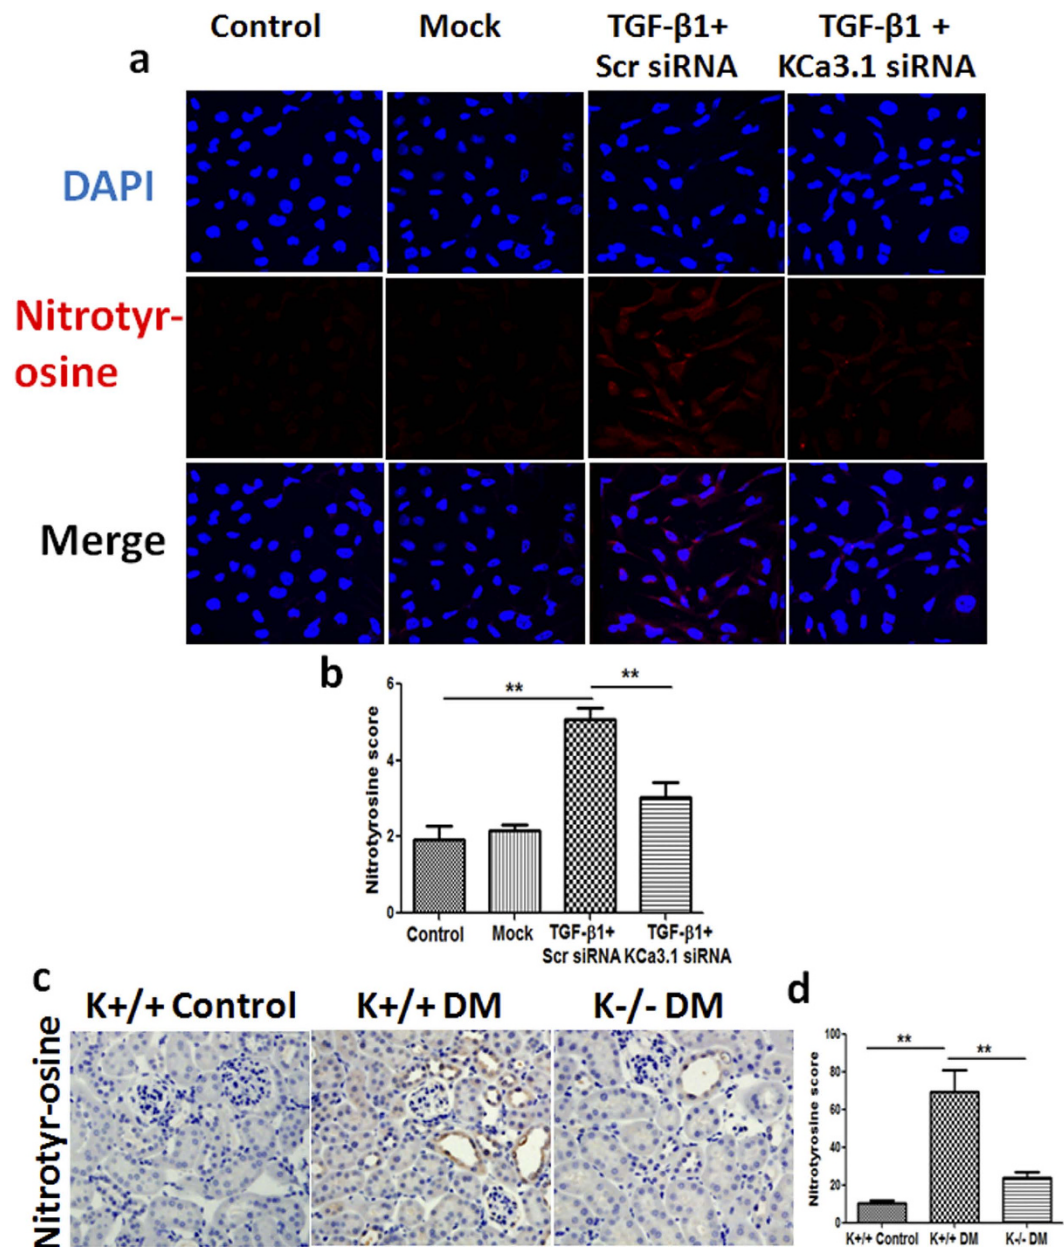 Control Mock TGF-β1+ TGF-β1 +
a Scr siRNA KCa3.1 siRNA
DAPI
Nitrotyr-
osine
Merge
b
Nitrotyrosine score
6
4
2
0
**
**
Control Mock TGF-β1+ TGF-β1+
Scr siRNA KCa3.1 siRNA
c
K+/+ Control K+/+ DM K-/- DM
Nitrotyr-osine
d
Nitrotyrosine score
100
80
60
40
20
0
**
**
K+/+ Control K+/+ DM K-/- DM